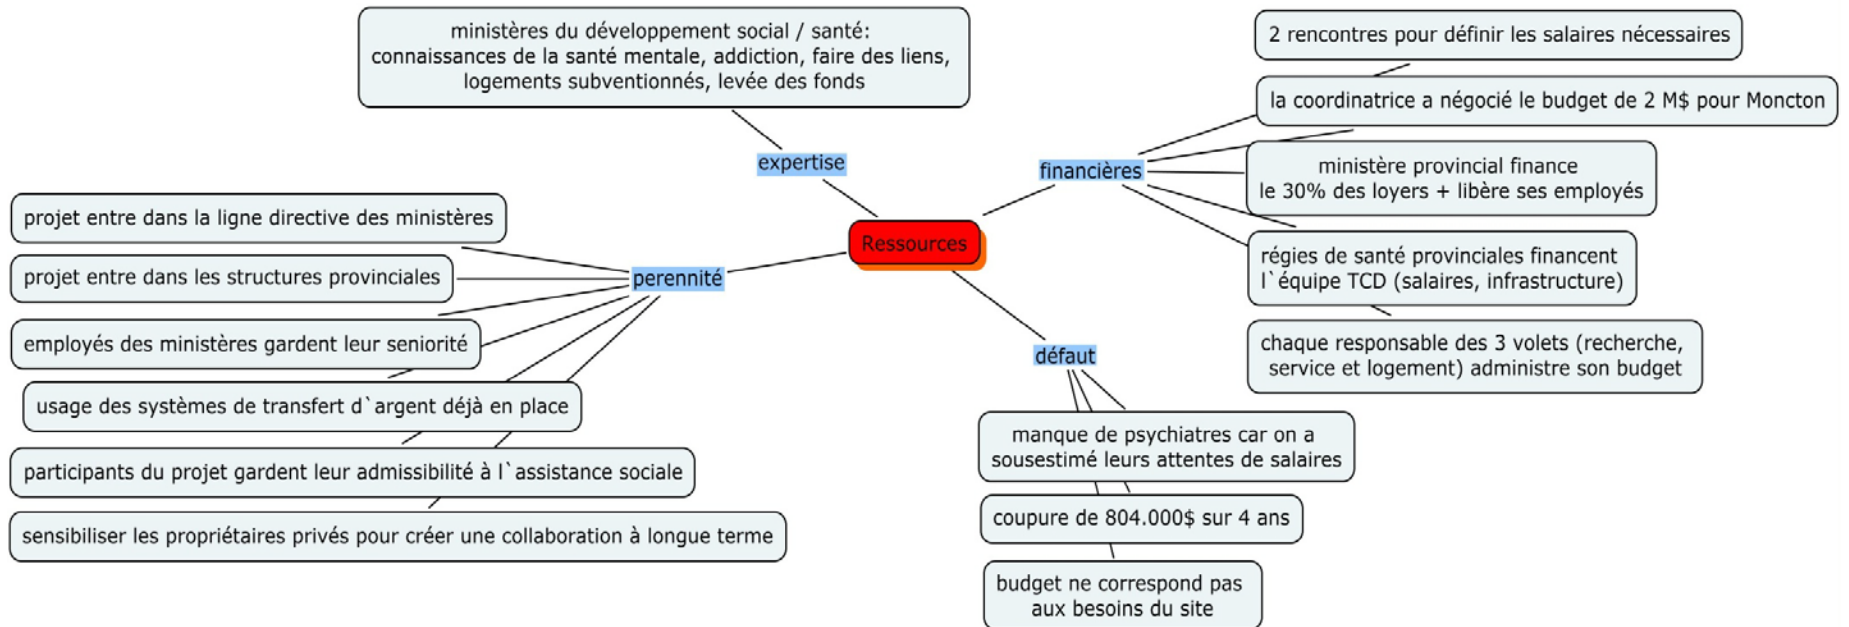 ministères du développement social / santé:
connaissances de la santé mentale, addiction, faire des liens,
logements subventionnés, levée des fonds
expertise
Ressources
financières
2 rencontres pour définir les salaires nécessaires
la coordinatrice a négocié le budget de 2 M$ pour Moncton
ministère provincial finance
le 30% des loyers + libère ses employés
régies de santé provinciales financent
l`équipe TCD (salaires, infrastructure)
chaque responsable des 3 volets (recherche,
service et logement) administre son budget
perennité
projet entre dans la ligne directive des ministères
projet entre dans les structures provinciales
employés des ministères gardent leur seniorité
usage des systèmes de transfert d`argent déjà en place
participants du projet gardent leur admissibilité à l`assistance sociale
sensibiliser les propriétaires privés pour créer une collaboration à longue terme
défaut
manque de psychiatres car on a
sousestimé leurs attentes de salaires
coupure de 804.000$ sur 4 ans
budget ne correspond pas
aux besoins du site